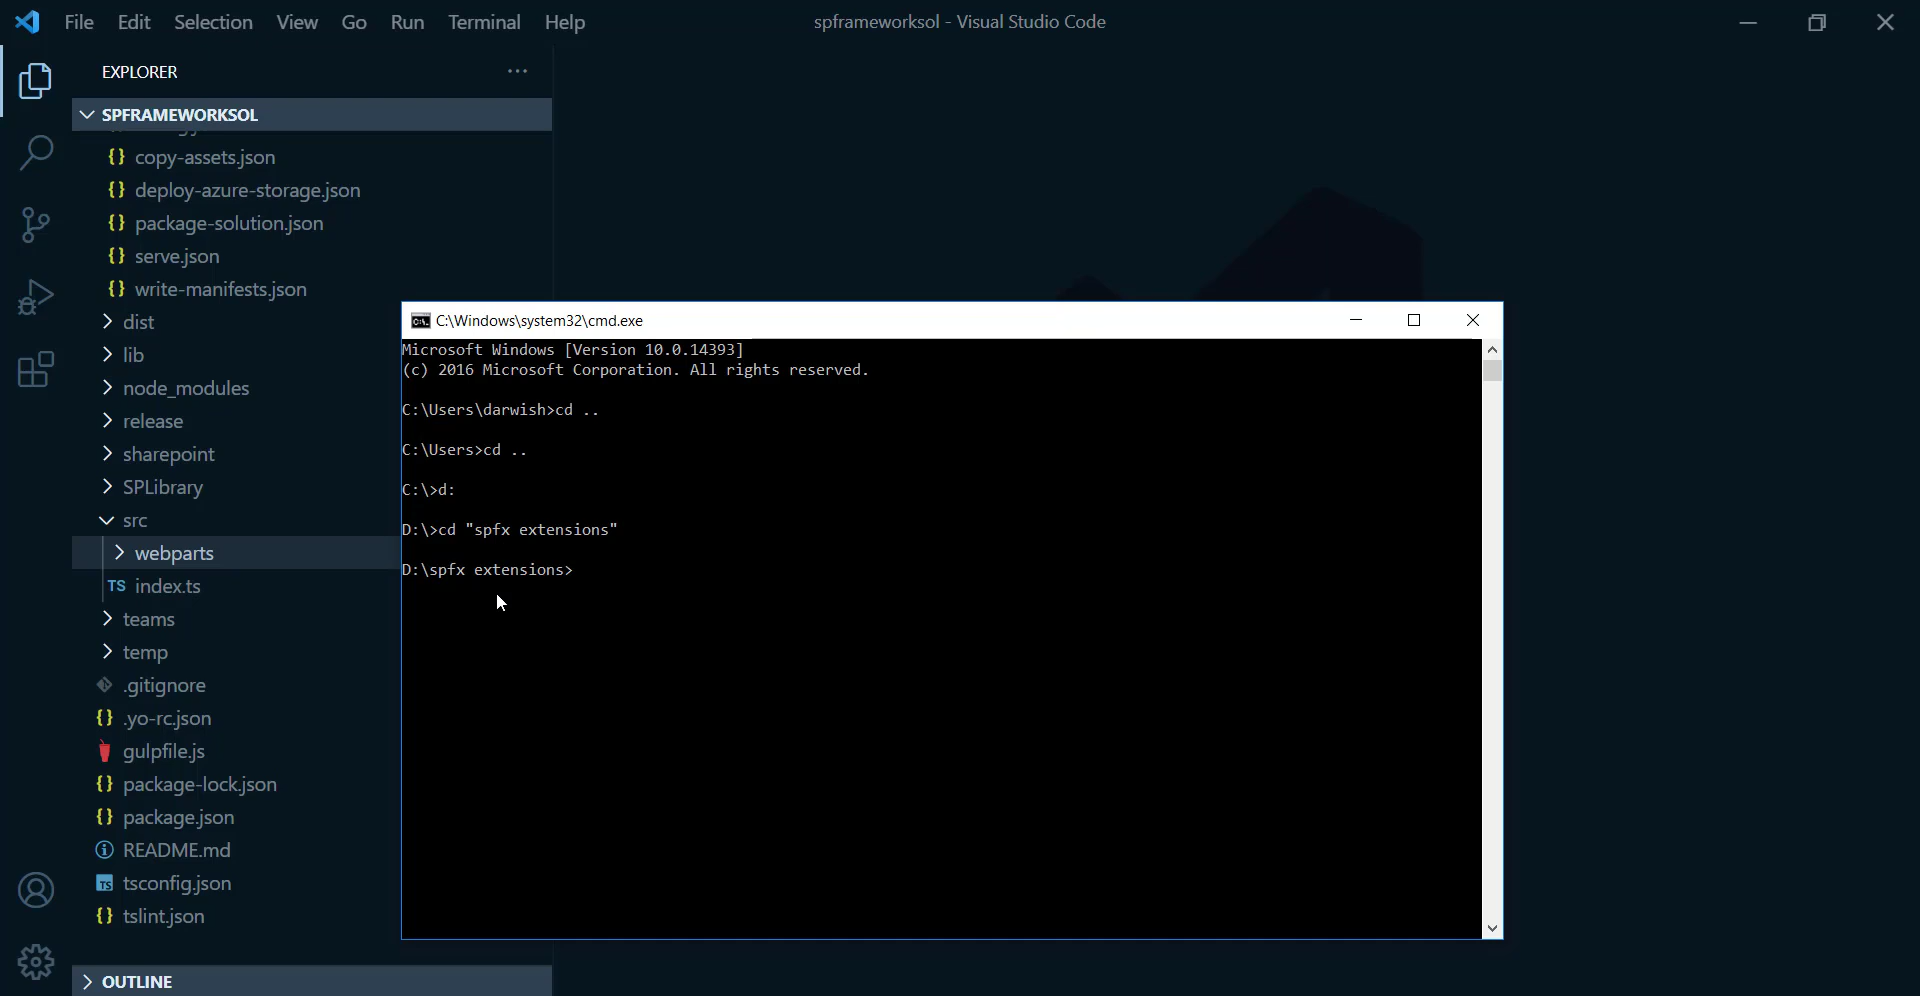 File Edit Selection View Go Run Terminal Help
spframeworksol - Visual Studio Code
EXPLORER
SPFRAMEWORKSOL
copy-assets.json
deploy-azure-storage.json
package-solution.json
serve.json
write-manifests.json
dist
lib
node_modules
release
sharepoint
SPLibrary
src
webparts
TS index.ts
teams
temp
.gitignore
.yo-rc.json
gulpfile.js
package-lock.json
package.json
README.md
TS tsconfig.json
tslint.json
OUTLINE
C:\Windows\system32\cmd.exe
Microsoft Windows [Version 10.0.14393]
(c) 2016 Microsoft Corporation. All rights reserved.
C:\Users\darwish>cd ..
C:\Users>cd ..
C:\>d:
D:\>cd "spfx extensions"
D:\spfx extensions>